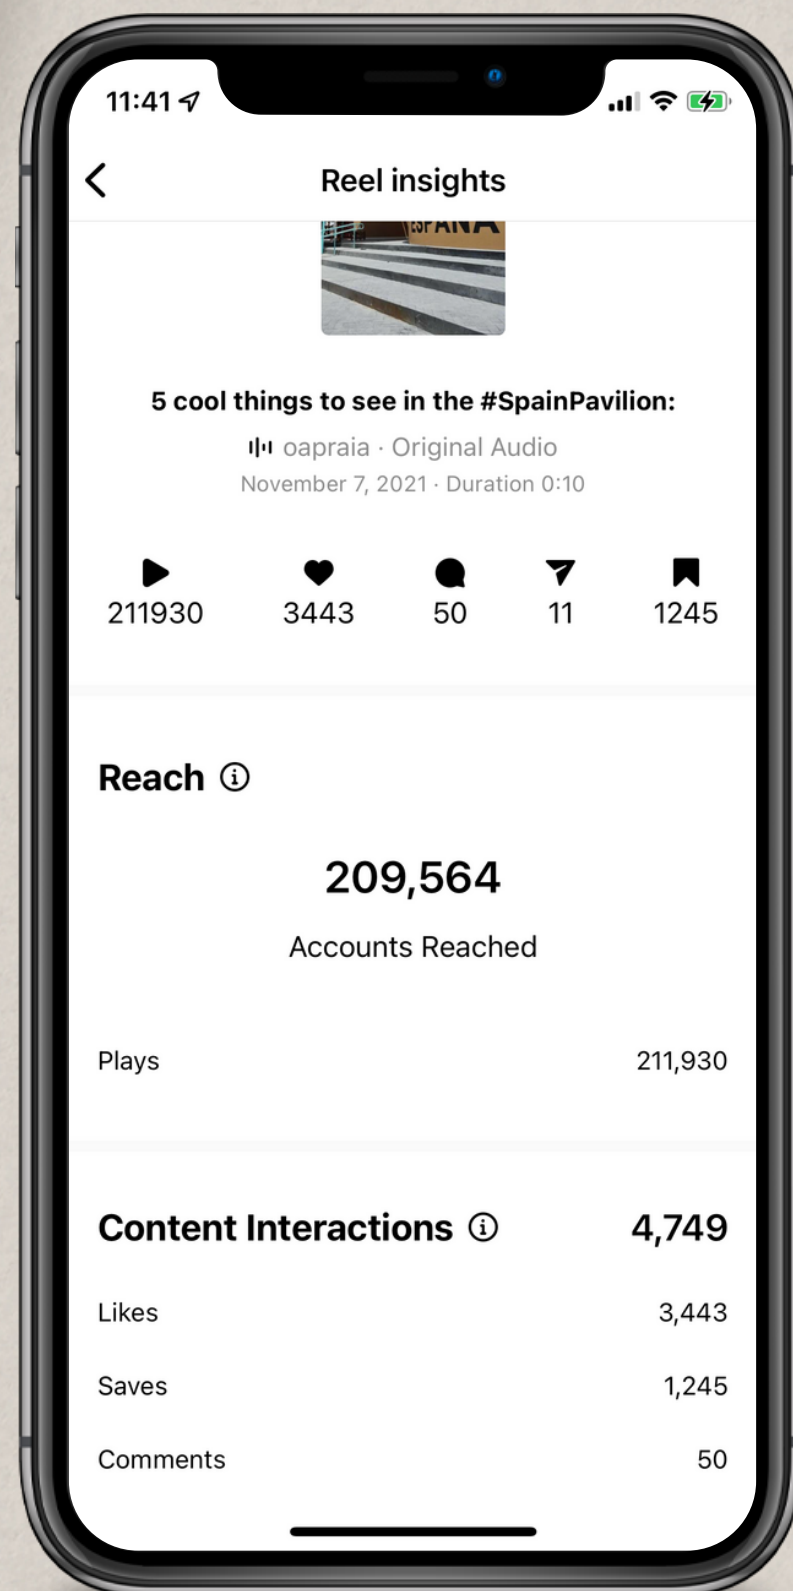 11:41
Reel insights
ESPAÑA
5 cool things to see in the #SpainPavilion:
oapraia · Original Audio
November 7, 2021 · Duration 0:10
211930 3443 50 11 1245
Reach
209,564
Accounts Reached
Plays 211,930
Content Interactions 4,749
Likes 3,443
Saves 1,245
Comments 50